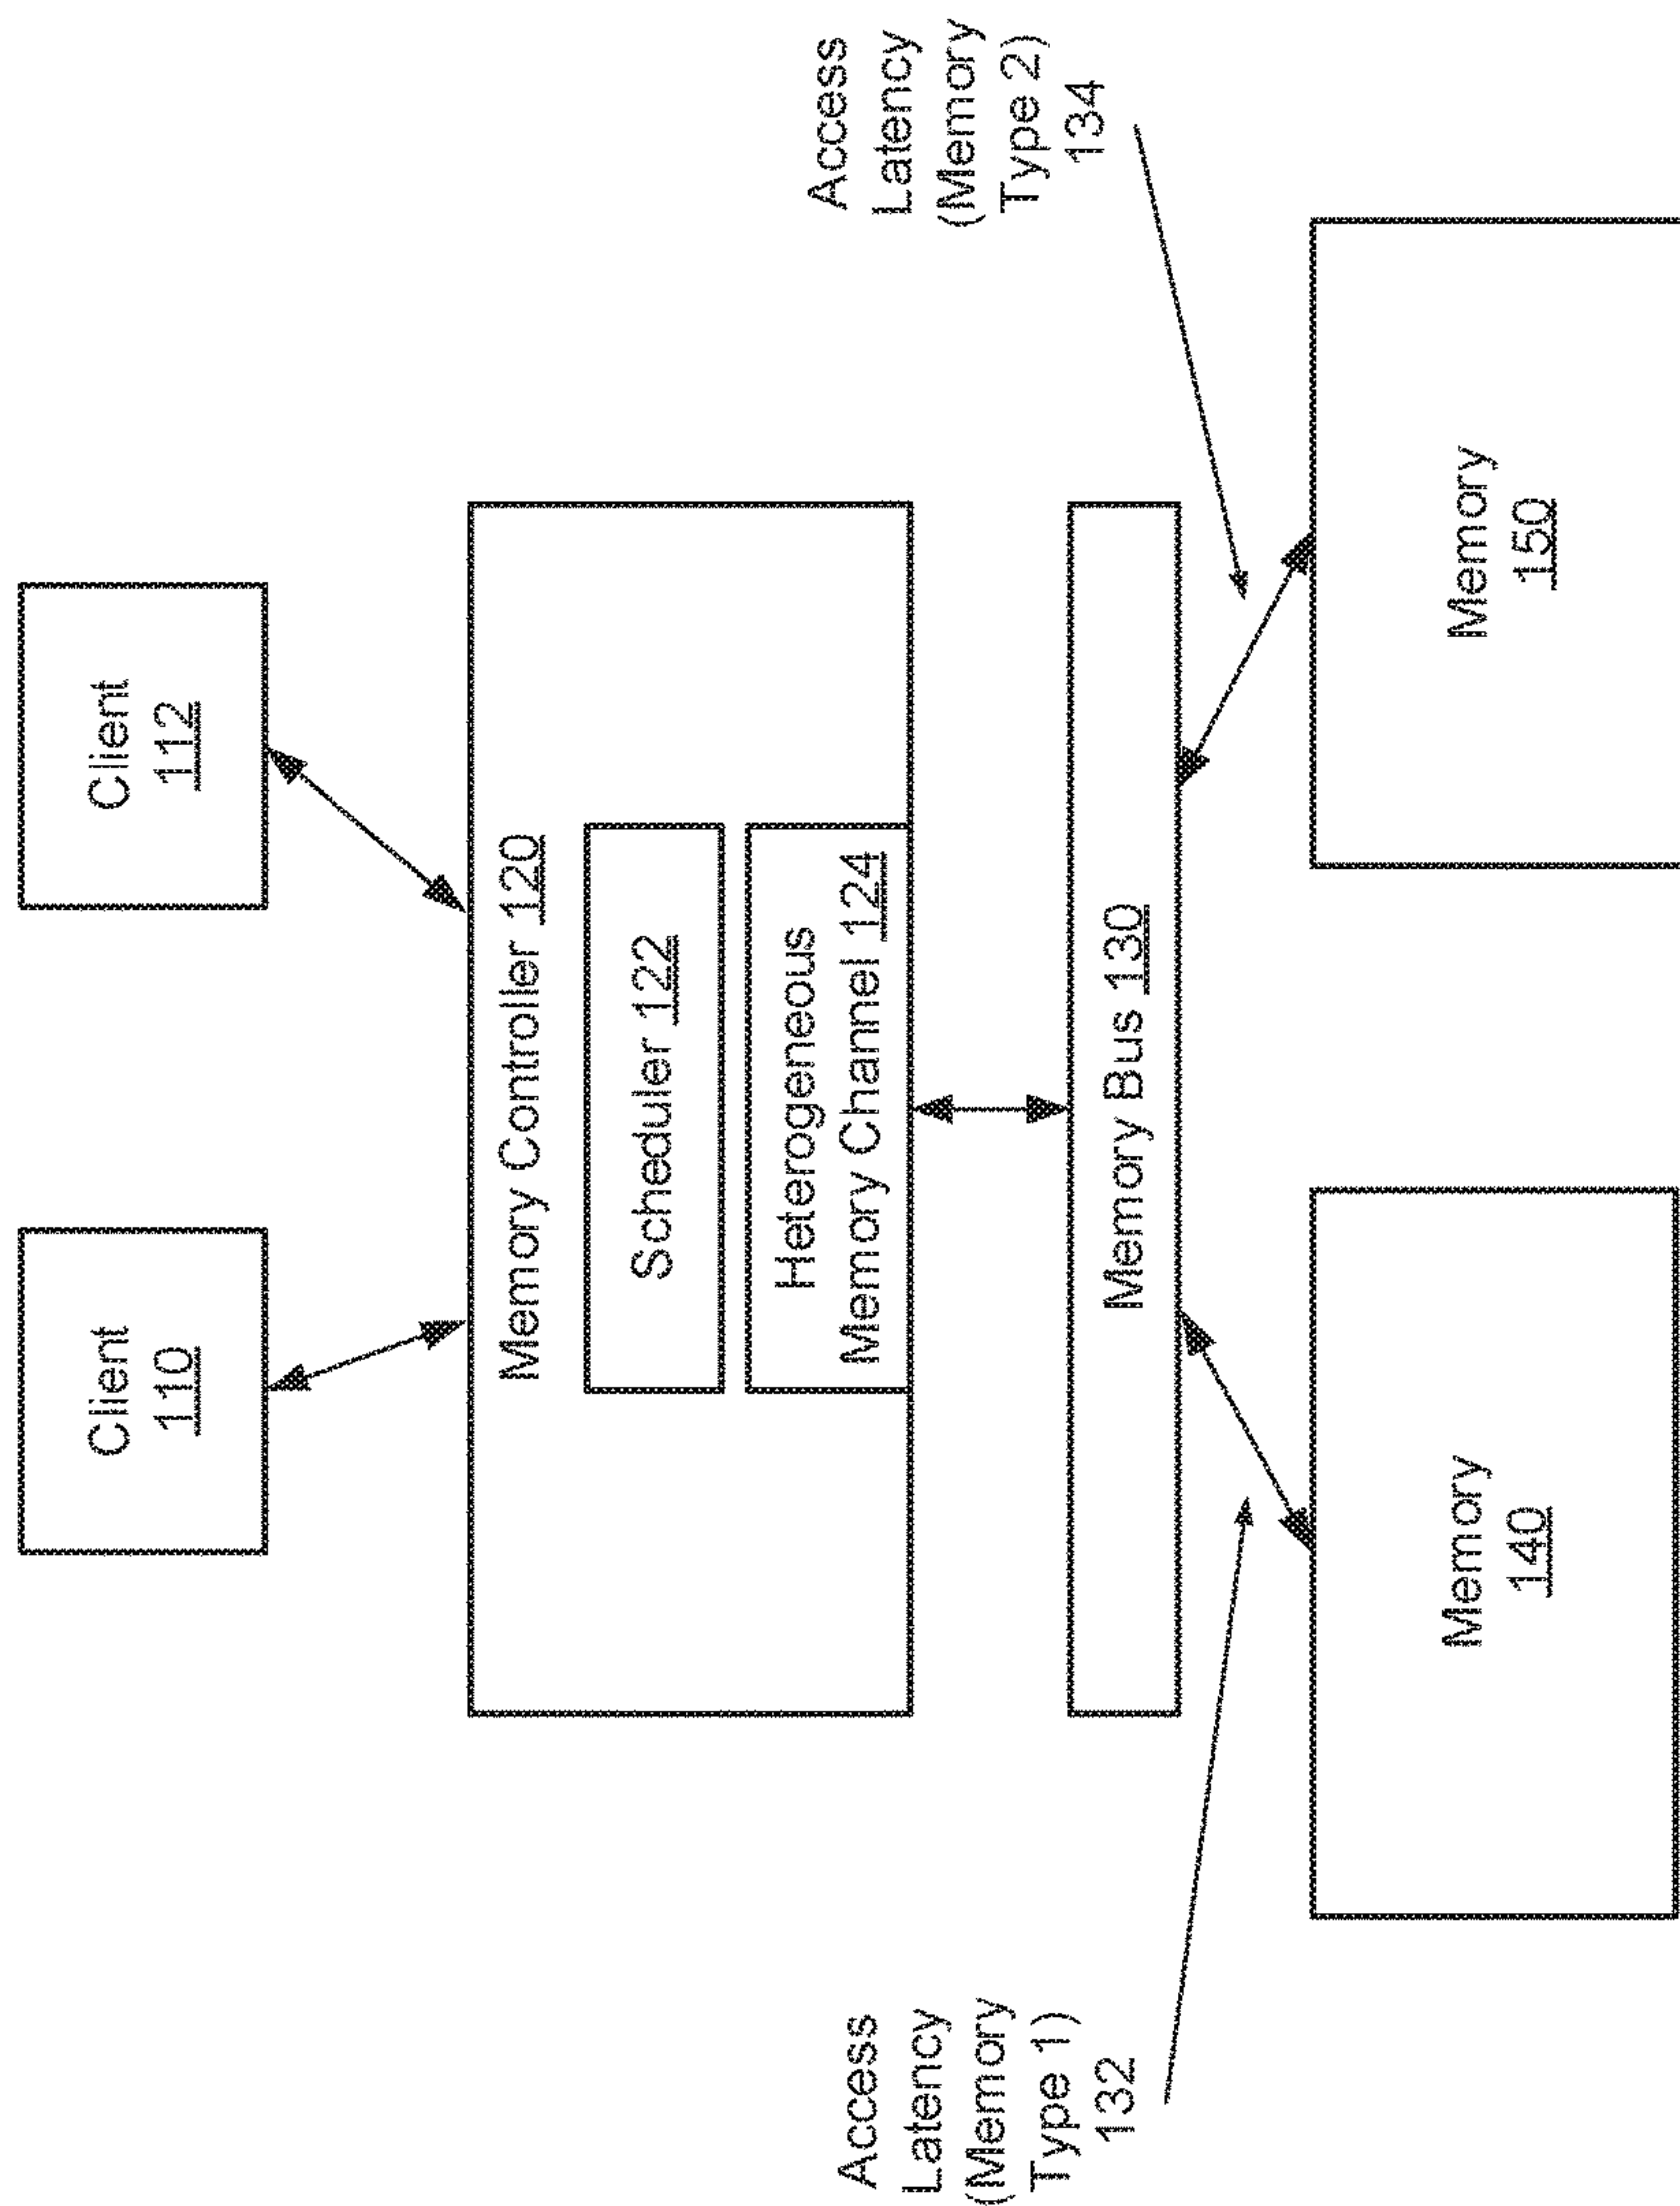 Client
110
Client
112
Memory Controller 120
Scheduler 122
Heterogeneous
Memory Channel 124
Memory Bus 130
Access
Latency
(Memory
Type 1)
132
Access
Latency
(Memory
Type 2)
134
Memory
140
Memory
150